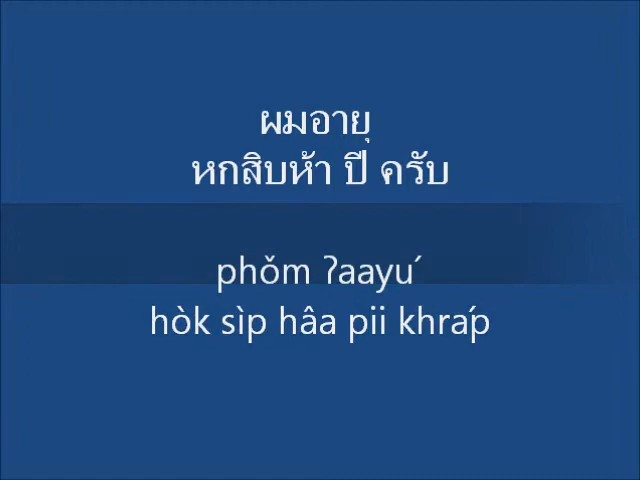 ผมอายุ
หกสิบห้า ปี ครับ
phǒm ʔaayú
hòk sìp hâa pii khráp